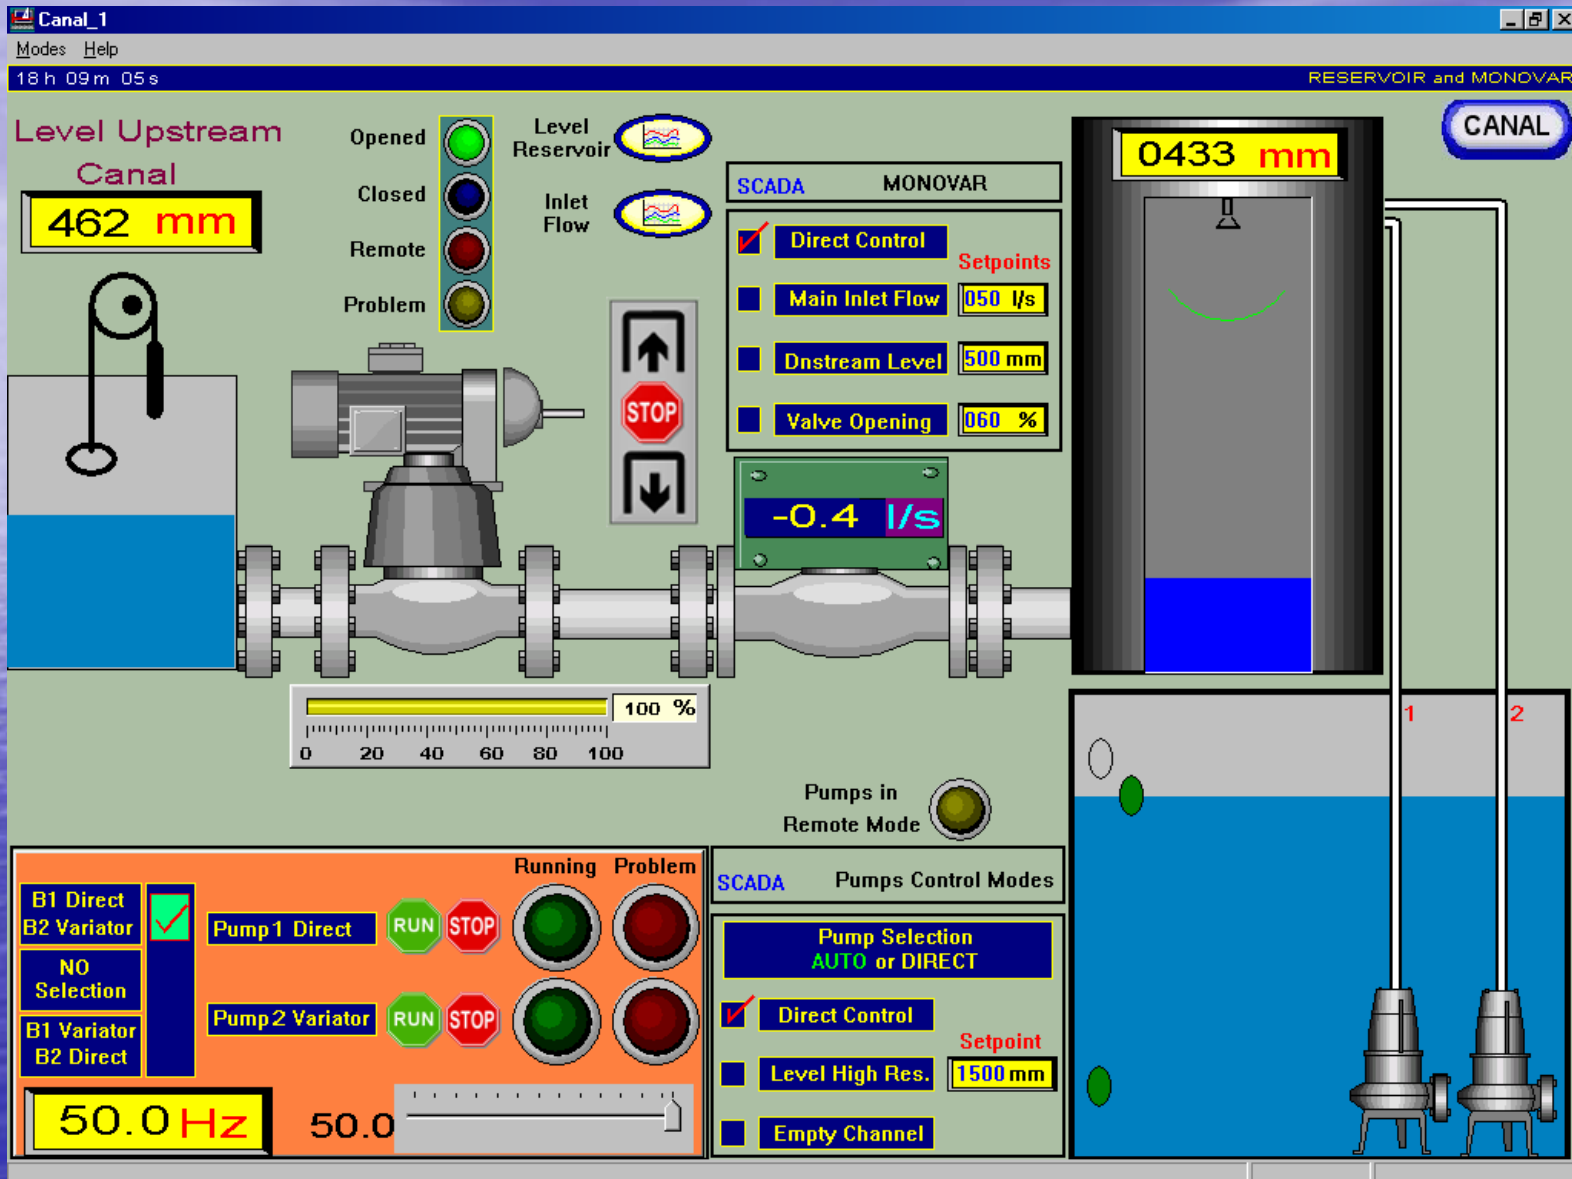 Canal_1
Modes Help
18 h 09 m 05 s
RESERVOIR and MONOVAR
Level Upstream
Canal
462 mm
Opened
Closed
Remote
Problem
Level
Reservoir
Inlet
Flow
STOP
SCADA MONOVAR
Direct Control
Setpoints
Main Inlet Flow 050 l/s
Dnstream Level 500 mm
Valve Opening 060 %
-0.4 l/s
0433 mm
CANAL
100 %
0 20 40 60 80 100
Pumps in
Remote Mode
1 2
Running Problem
B1 Direct
B2 Variator
NO
Selection
B1 Variator
B2 Direct
Pump1 Direct RUN STOP
Pump2 Variator RUN STOP
50.0 Hz
50.0
SCADA Pumps Control Modes
Pump Selection
AUTO or DIRECT
Direct Control
Setpoint
Level High Res. 1500 mm
Empty Channel